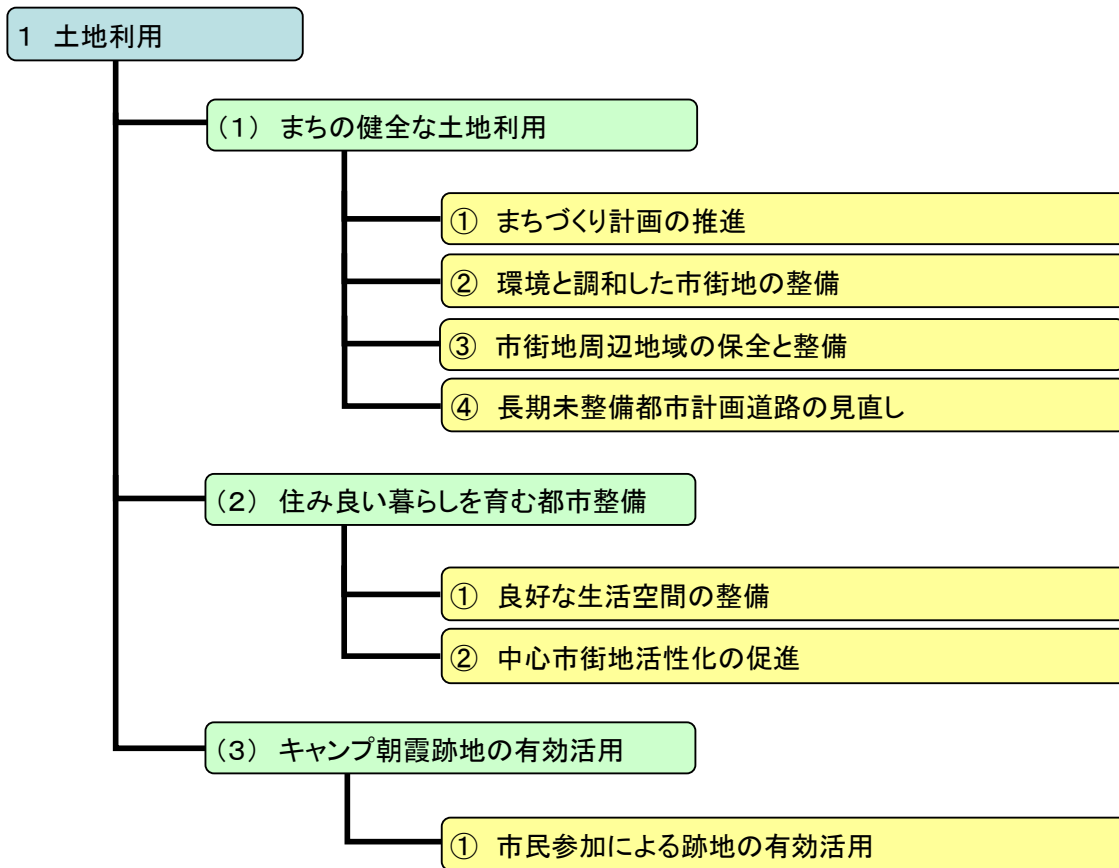 1 土地利用
(1) まちの健全な土地利用
① まちづくり計画の推進
② 環境と調和した市街地の整備
③ 市街地周辺地域の保全と整備
④ 長期未整備都市計画道路の見直し
(2) 住み良い暮らしを育む都市整備
① 良好な生活空間の整備
② 中心市街地活性化の促進
(3) キャンプ朝霞跡地の有効活用
① 市民参加による跡地の有効活用